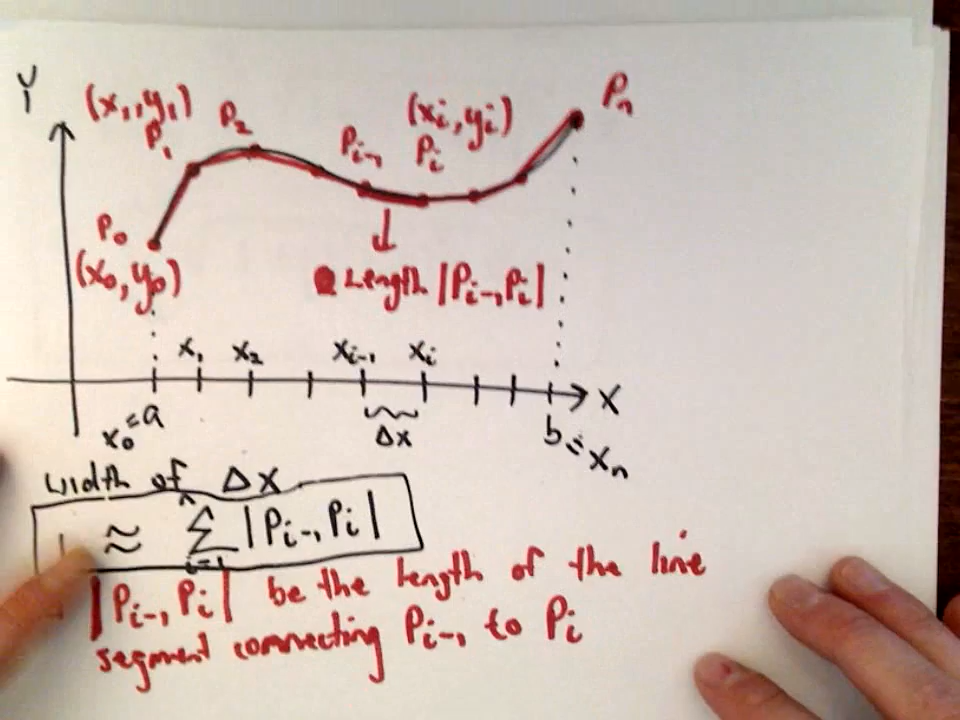 Y
(x₁,y₁)
P₁
P₂
Pᵢ₋₁
(xᵢ,yᵢ)
Pᵢ
Pₙ
P₀
(x₀,y₀)
Length |Pᵢ₋₁Pᵢ|
x₁ x₂ xᵢ₋₁ xᵢ
X
x₀=a
Δx
b=xₙ
width of Δx
≈ ∑ⁿᵢ₌₁ |Pᵢ₋₁Pᵢ|
|Pᵢ₋₁Pᵢ| be the length of the line
segment connecting Pᵢ₋₁ to Pᵢ